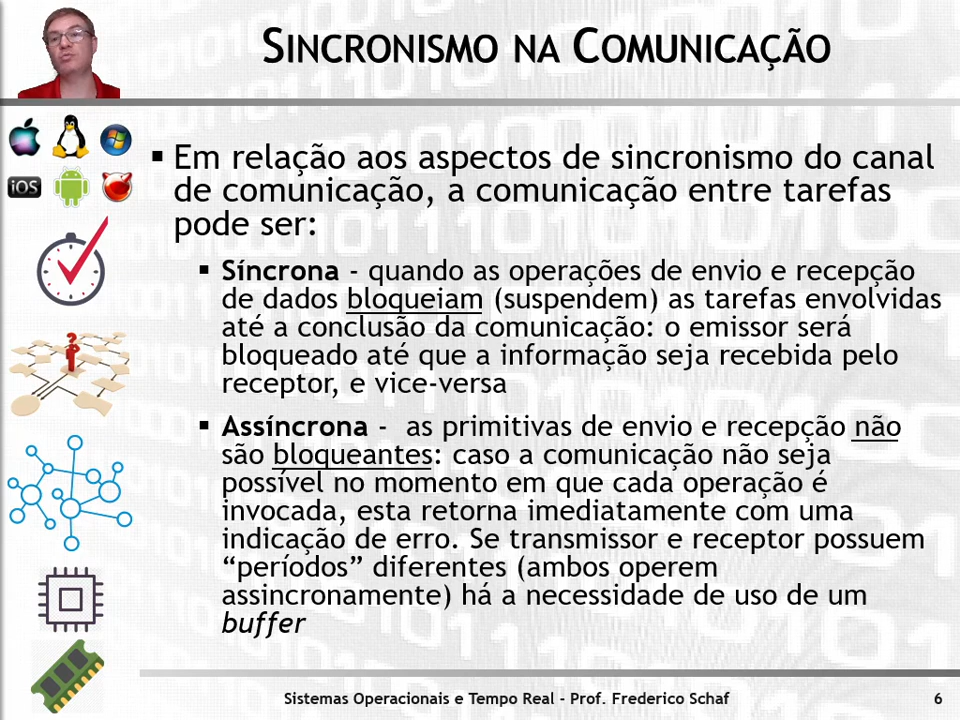 SINCRONISMO NA COMUNICAÇÃO
iOS
▪ Em relação aos aspectos de sincronismo do canal
de comunicação, a comunicação entre tarefas
pode ser:
▪ Síncrona - quando as operações de envio e recepção
de dados bloqueiam (suspendem) as tarefas envolvidas
até a conclusão da comunicação: o emissor será
bloqueado até que a informação seja recebida pelo
receptor, e vice-versa
▪ Assíncrona - as primitivas de envio e recepção não
são bloqueantes: caso a comunicação não seja
possível no momento em que cada operação é
invocada, esta retorna imediatamente com uma
indicação de erro. Se transmissor e receptor possuem
“períodos” diferentes (ambos operem
assincronamente) há a necessidade de uso de um
buffer
Sistemas Operacionais e Tempo Real - Prof. Frederico Schaf
6